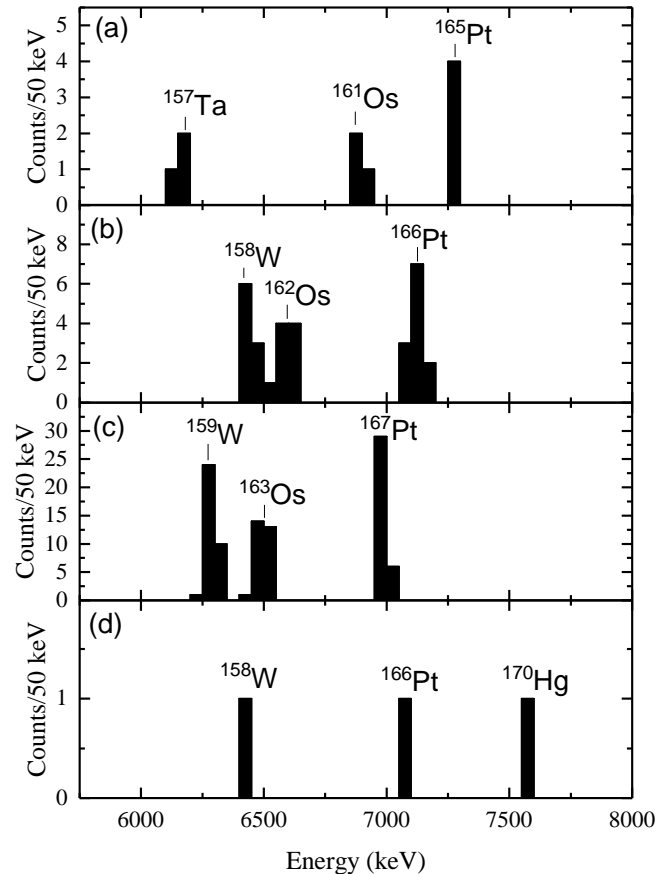 (a)
Counts/50 keV
5
4
3
2
1
0
¹⁵⁷Ta
¹⁶¹Os
¹⁶⁵Pt
(b)
Counts/50 keV
8
6
4
2
0
¹⁵⁸W
¹⁶²Os
¹⁶⁶Pt
(c)
Counts/50 keV
30
25
20
15
10
5
0
¹⁵⁹W
¹⁶³Os
¹⁶⁷Pt
(d)
Counts/50 keV
1
0
¹⁵⁸W
¹⁶⁶Pt
¹⁷⁰Hg
6000 6500 7000 7500 8000
Energy (keV)